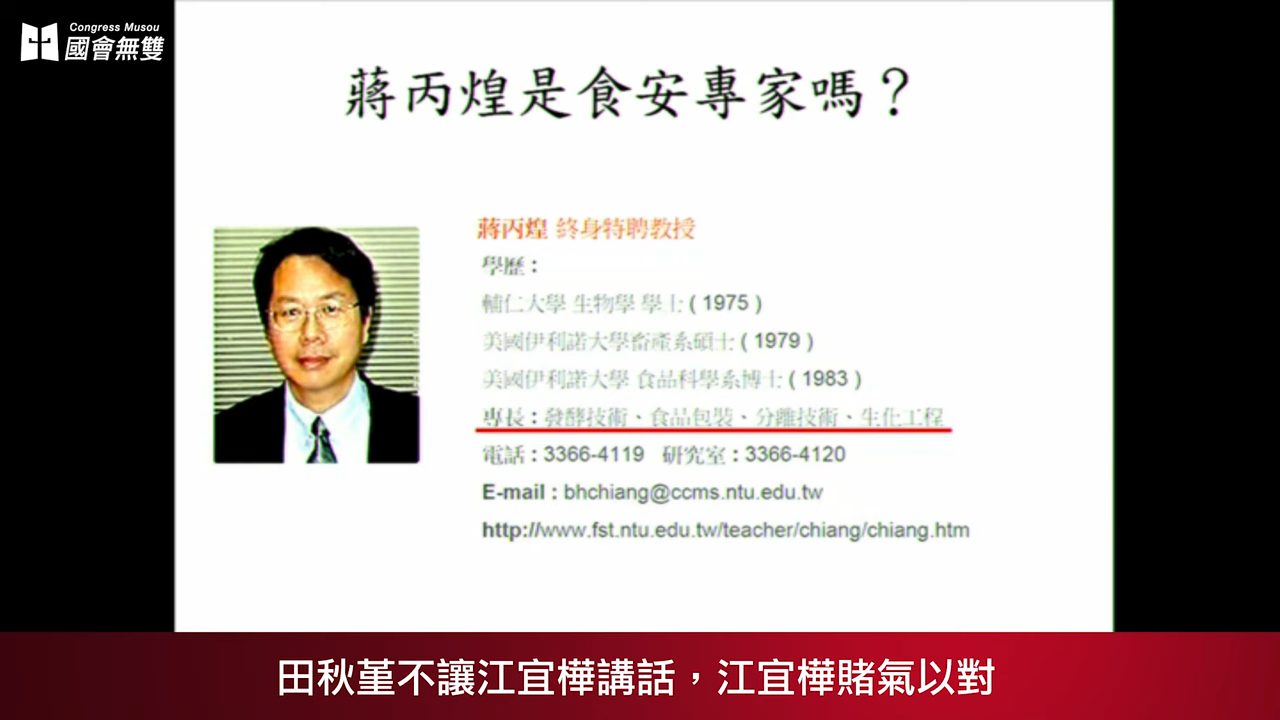 Congress Musou
國會無雙
蔣丙煌是食安專家嗎？
蔣丙煌 終身特聘教授
學歷：
輔仁大學 生物學 學士 ( 1975 )
美國伊利諾大學畜產系碩士 ( 1979 )
美國伊利諾大學 食品科學系博士 ( 1983 )
專長：發酵技術、食品包裝、分離技術、生化工程
電話：3366-4119 研究室：3366-4120
E-mail : bhchiang@ccms.ntu.edu.tw
http://www.fst.ntu.edu.tw/teacher/chiang/chiang.htm
田秋堇不讓江宜樺講話，江宜樺賭氣以對